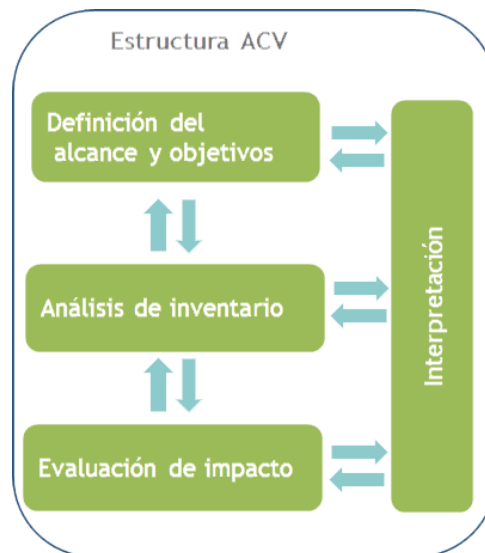 Estructura ACV
Definición del
alcance y objetivos
Análisis de inventario
Evaluación de impacto
Interpretación